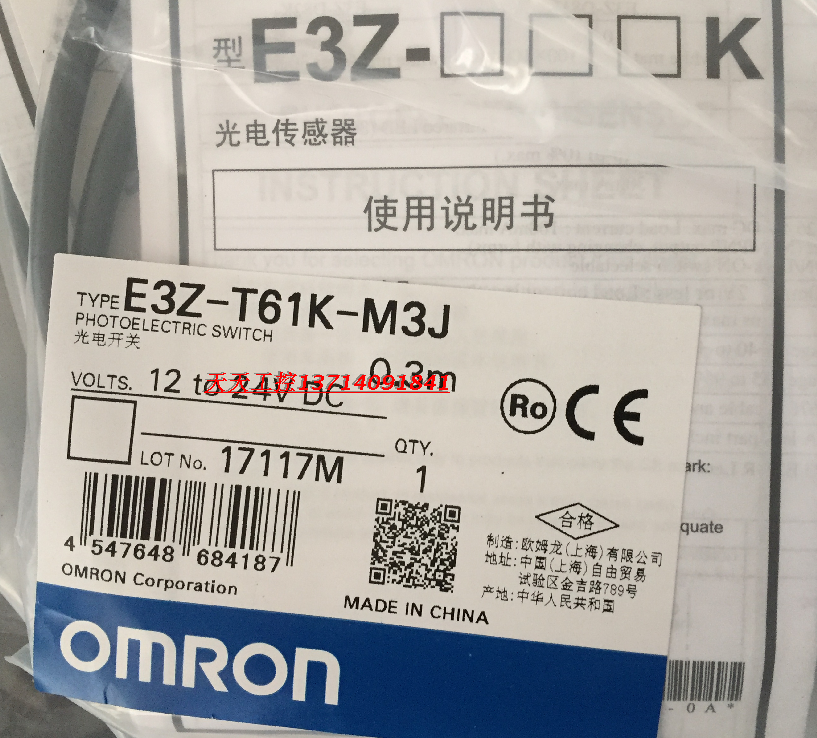 型 E3Z-□□□K
光电传感器
使用说明书
INSTRUCTION SHEET
TYPE E3Z-T61K-M3J
PHOTOELECTRIC SWITCH
光电开关
0.3m
VOLTS. 12 to 24V DC
天天工控13714091841
LOT No. 17117M
QTY.
1
Ro CE
4 547648 684187
OMRON Corporation
MADE IN CHINA
合格
制造:欧姆龙(上海)有限公司
地址:中国(上海)自由贸易
试验区金吉路789号
产地:中华人民共和国
OMRON
ark:
quate
- 0A*